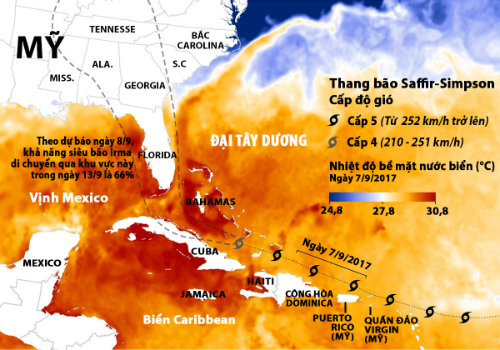 MỸ
TENNESSE
BẮC
CAROLINA
MISS.
ALA.
S.C
GEORGIA
Thang bão Saffir-Simpson
Cấp độ gió
Cấp 5 (Từ 252 km/h trở lên)
Cấp 4 (210 - 251 km/h)
Nhiệt độ bề mặt nước biển (°C)
Ngày 7/9/2017
24,8 27,8 30,8
Theo dự báo ngày 8/9,
khả năng siêu bão Irma
di chuyển qua khu vực này
trong ngày 13/9 là 66%
ĐẠI TÂY DƯƠNG
FLORIDA
Vịnh Mexico
BAHAMAS
MEXICO
CUBA
Ngày 7/9/2017
JAMAICA
HAITI
CỘNG HÒA
DOMINICA
Biển Caribbean
PUERTO
RICO
(MỸ)
QUẦN ĐẢO
VIRGIN
(MỸ)